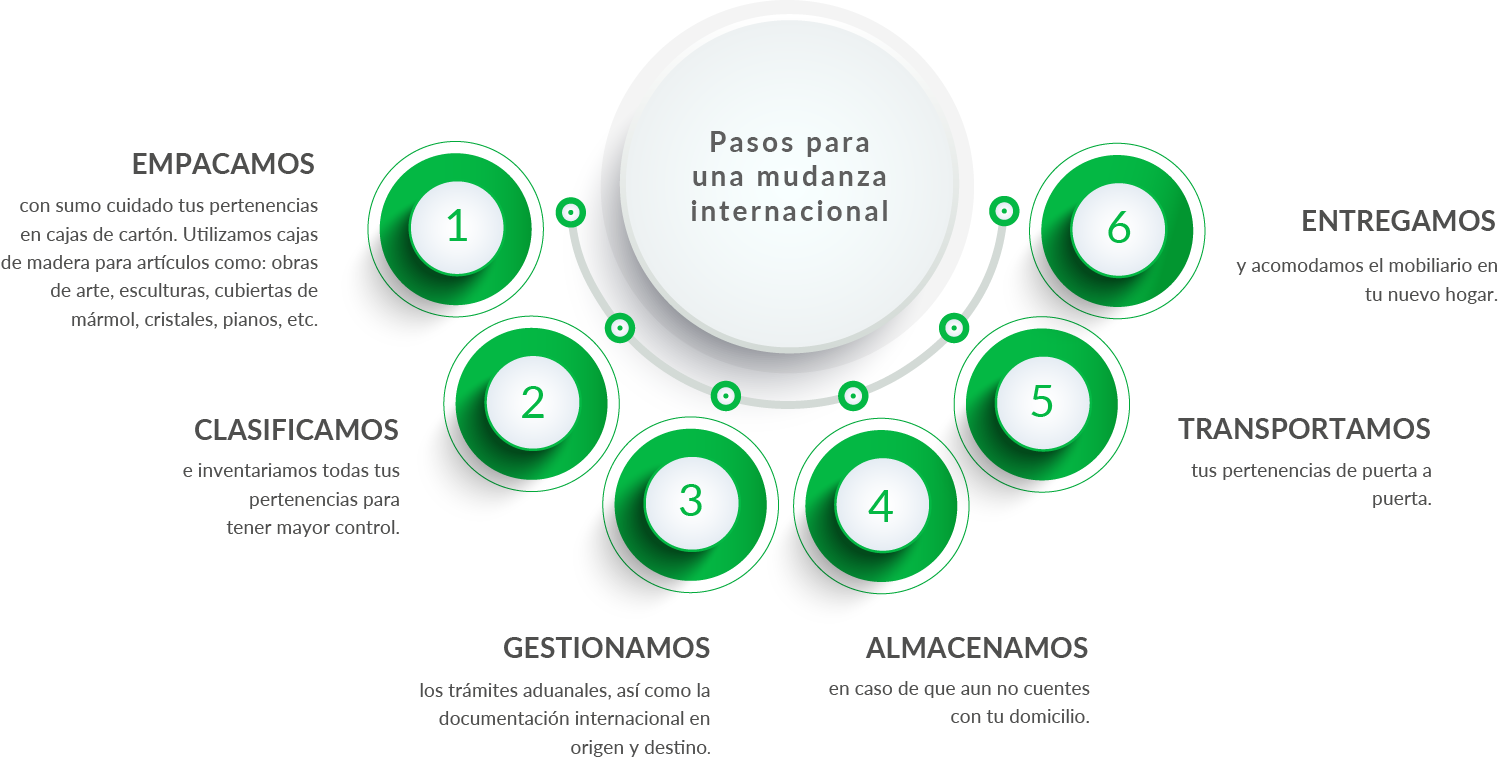 Pasos para
una mudanza
internacional
1
EMPACAMOS
con sumo cuidado tus pertenencias
en cajas de cartón. Utilizamos cajas
de madera para artículos como: obras
de arte, esculturas, cubiertas de
mármol, cristales, pianos, etc.
2
CLASIFICAMOS
e inventariamos todas tus
pertenencias para
tener mayor control.
3
GESTIONAMOS
los trámites aduanales, así como la
documentación internacional en
origen y destino.
4
ALMACENAMOS
en caso de que aun no cuentes
con tu domicilio.
5
TRANSPORTAMOS
tus pertenencias de puerta a
puerta.
6
ENTREGAMOS
y acomodamos el mobiliario en
tu nuevo hogar.